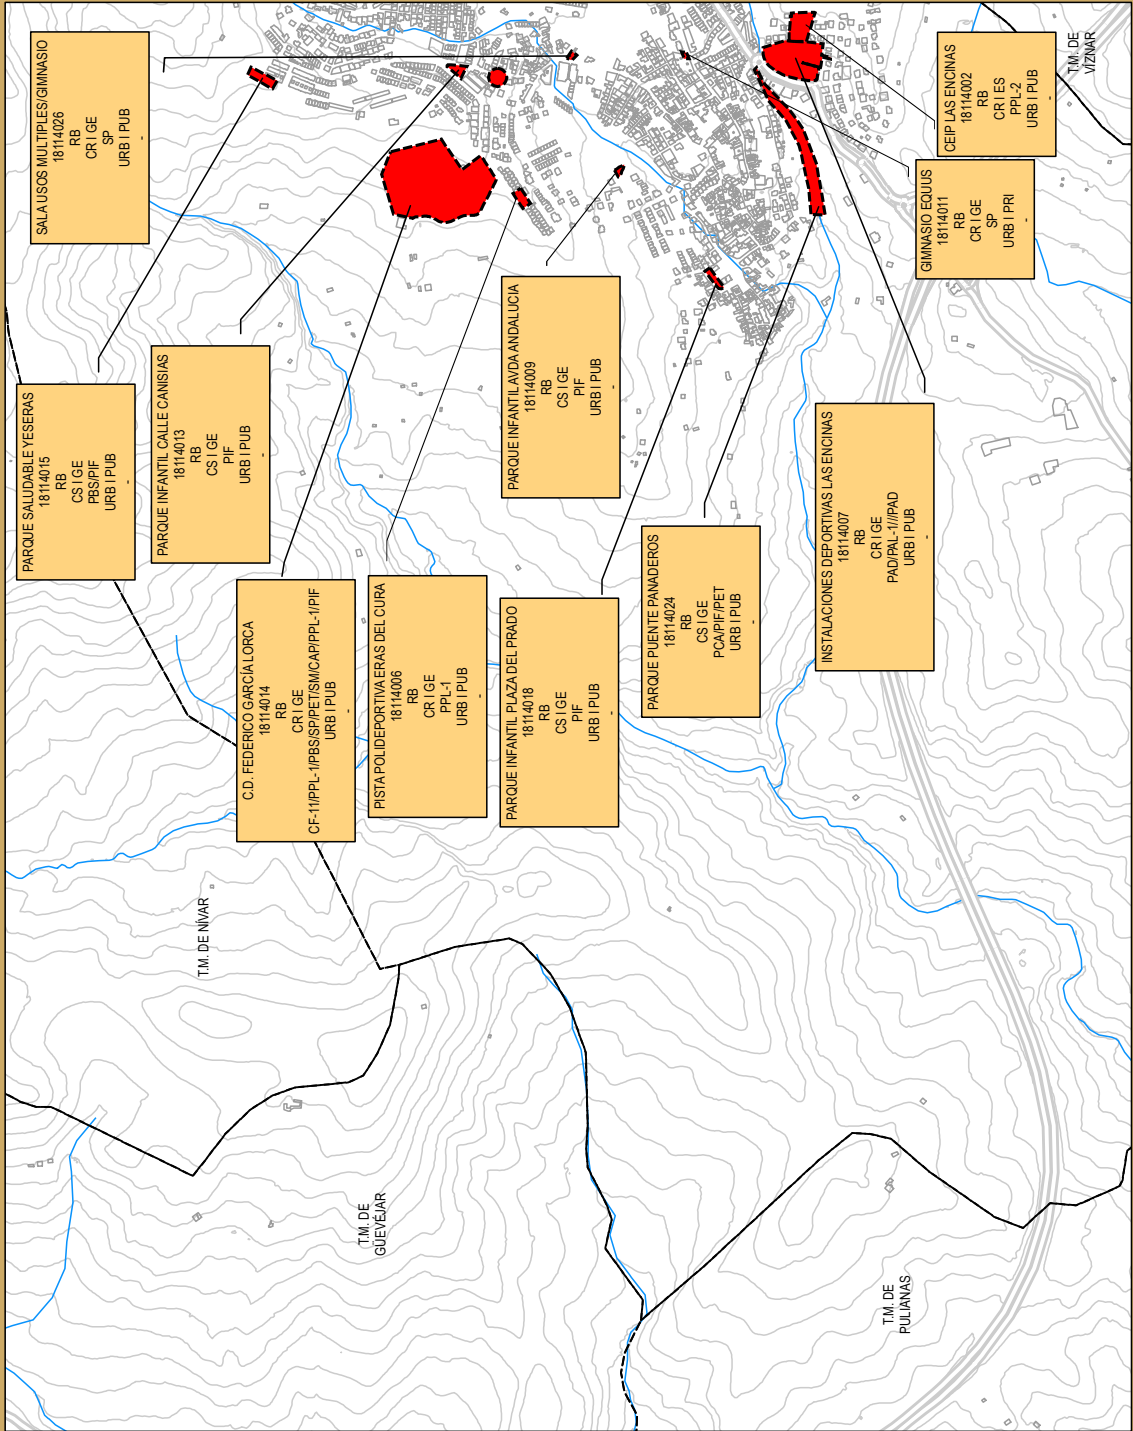 SALA USOS MULTIPLES/GIMNASIO
18114026
RB
CR I GE
SP
URB I PUB
-
PARQUE SALUDABLE YESERAS
18114015
RB
CS I GE
PBS/PIF
URB I PUB
-
PARQUE INFANTIL CALLE CANISIAS
18114013
RB
CS I GE
PIF
URB I PUB
-
C.D. FEDERICO GARCÍA LORCA
18114014
RB
CR I GE
CF-11/PPL-1/PBS/SP/PET/SM/CAP/PPL-1/PIF
URB I PUB
-
PISTA POLIDEPORTIVA ERAS DEL CURA
18114006
RB
CR I GE
PPL-1
URB I PUB
-
PARQUE INFANTIL AVDA ANDALUCIA
18114009
RB
CS I GE
PIF
URB I PUB
-
PARQUE INFANTIL PLAZA DEL PRADO
18114018
RB
CS I GE
PIF
URB I PUB
-
PARQUE PUENTE PANADEROS
18114024
RB
CS I GE
PCA/PIF/PET
URB I PUB
-
INSTALACIONES DEPORTIVAS LAS ENCINAS
18114007
RB
CR I GE
PAD/PAL-1///PAD
URB I PUB
-
GIMNASIO EQUUS
18114011
RB
CR I GE
SP
URB I PRI
-
CEIP LAS ENCINAS
18114002
RB
CR I ES
PPL-2
URB I PUB
-
T.M. DE
VÍZNAR
T.M. DE NÍVAR
T.M. DE
GÜEVÉJAR
T.M. DE
PULIANAS